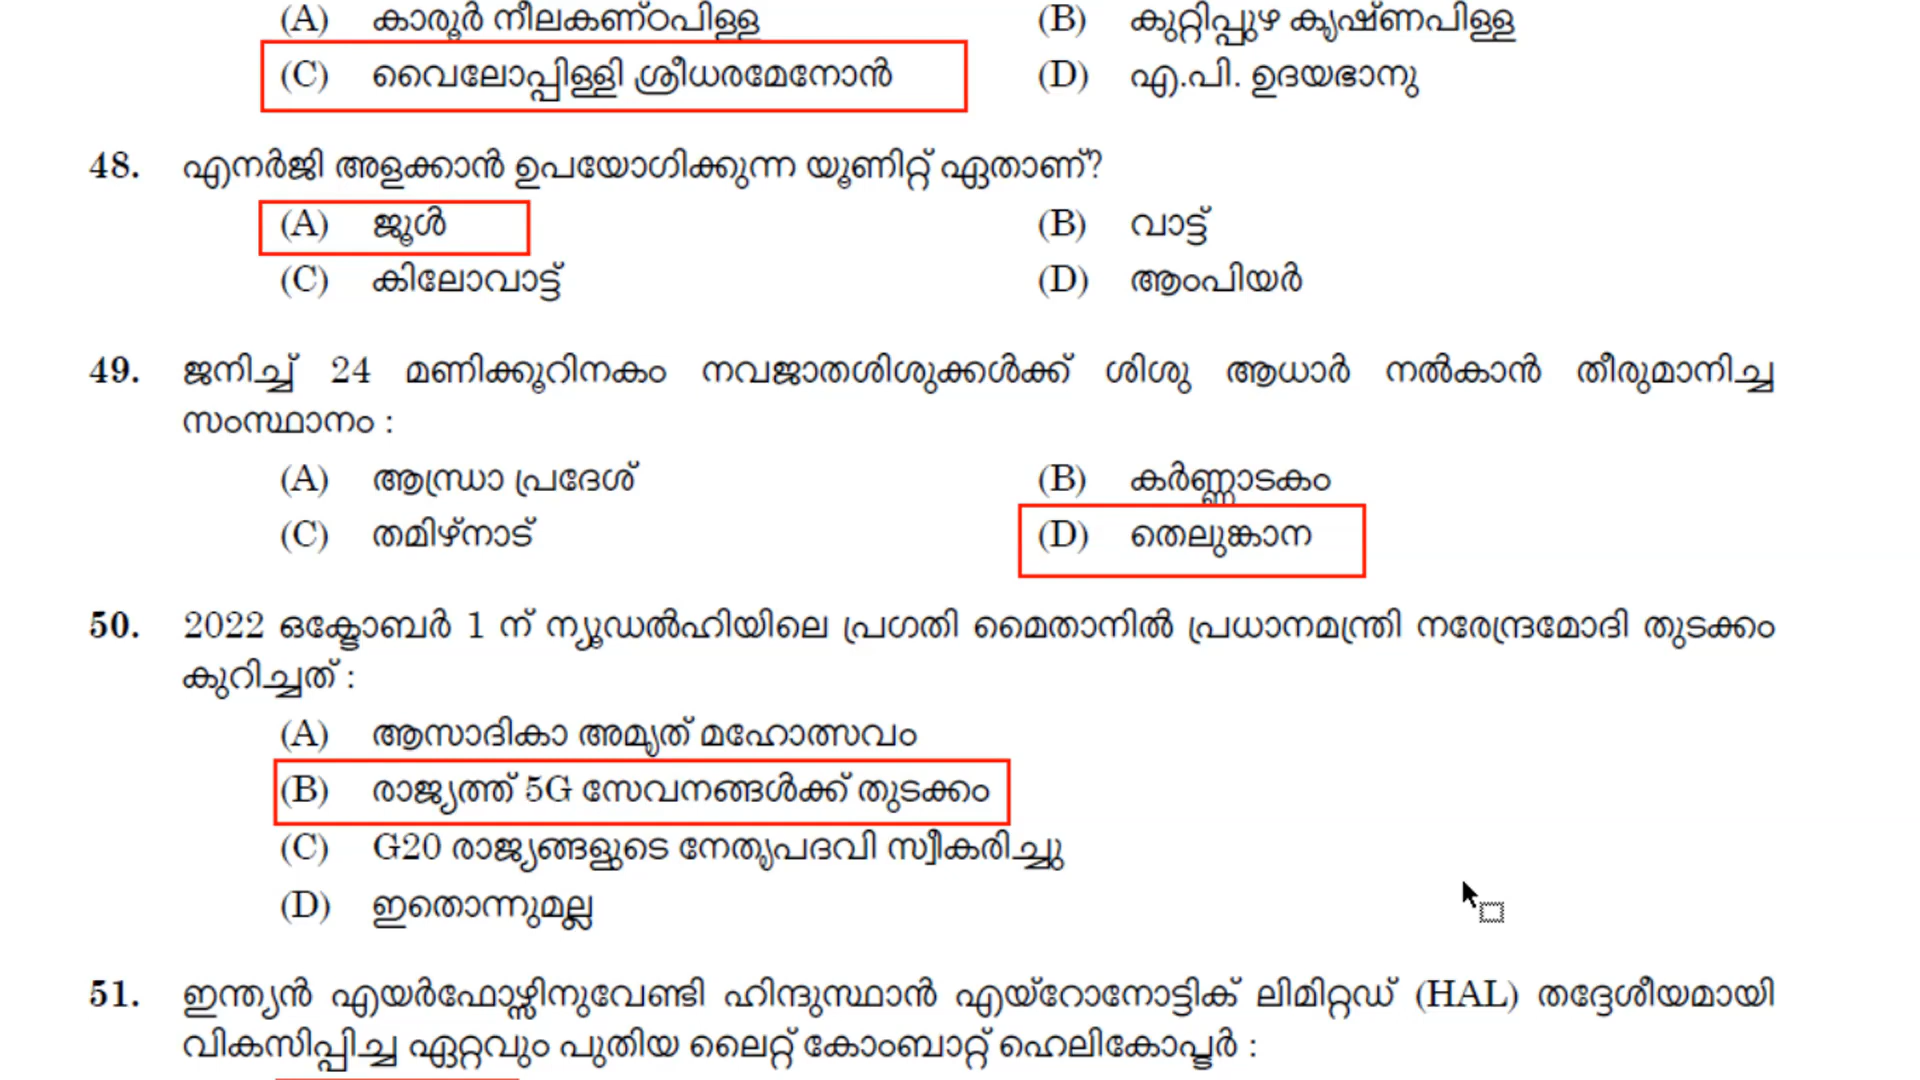 (A) കാരൂർ നീലകണ്ഠപിള്ള (B) കുറ്റിപ്പുഴ കൃഷ്ണപിള്ള
(C) വൈലോപ്പിള്ളി ശ്രീധരമേനോൻ (D) എ.പി. ഉദയഭാനു
48. എനർജി അളക്കാൻ ഉപയോഗിക്കുന്ന യൂണിറ്റ് ഏതാണ്?
(A) ജൂൾ (B) വാട്ട്
(C) കിലോവാട്ട് (D) ആംപിയർ
49. ജനിച്ച് 24 മണിക്കൂറിനകം നവജാതശിശുക്കൾക്ക് ശിശു ആധാർ നൽകാൻ തീരുമാനിച്ച
സംസ്ഥാനം :
(A) ആന്ധ്രാ പ്രദേശ് (B) കർണ്ണാടകം
(C) തമിഴ്നാട് (D) തെലുങ്കാന
50. 2022 ഒക്ടോബർ 1 ന് ന്യൂഡൽഹിയിലെ പ്രഗതി മൈതാനിൽ പ്രധാനമന്ത്രി നരേന്ദ്രമോദി തുടക്കം
കുറിച്ചത് :
(A) ആസാദികാ അമൃത് മഹോത്സവം
(B) രാജ്യത്ത് 5G സേവനങ്ങൾക്ക് തുടക്കം
(C) G20 രാജ്യങ്ങളുടെ നേതൃപദവി സ്വീകരിച്ചു
(D) ഇതൊന്നുമല്ല
51. ഇന്ത്യൻ എയർഫോഴ്സിനുവേണ്ടി ഹിന്ദുസ്ഥാൻ എയ്റോനോട്ടിക് ലിമിറ്റഡ് (HAL) തദ്ദേശീയമായി
വികസിപ്പിച്ച ഏറ്റവും പുതിയ ലൈറ്റ് കോംബാറ്റ് ഹെലികോപ്ടർ :